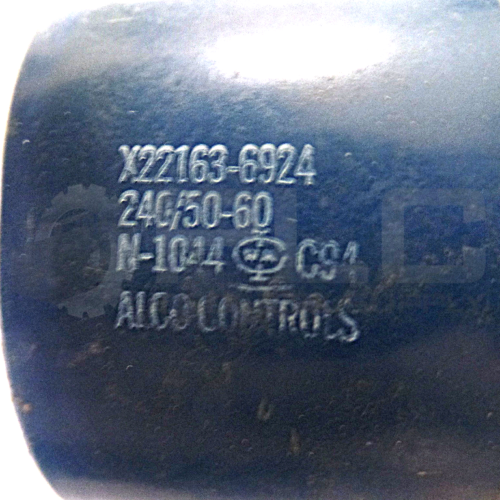 X22163-6924
240/50-60
N-1044 C94
ALCO CONTROLS